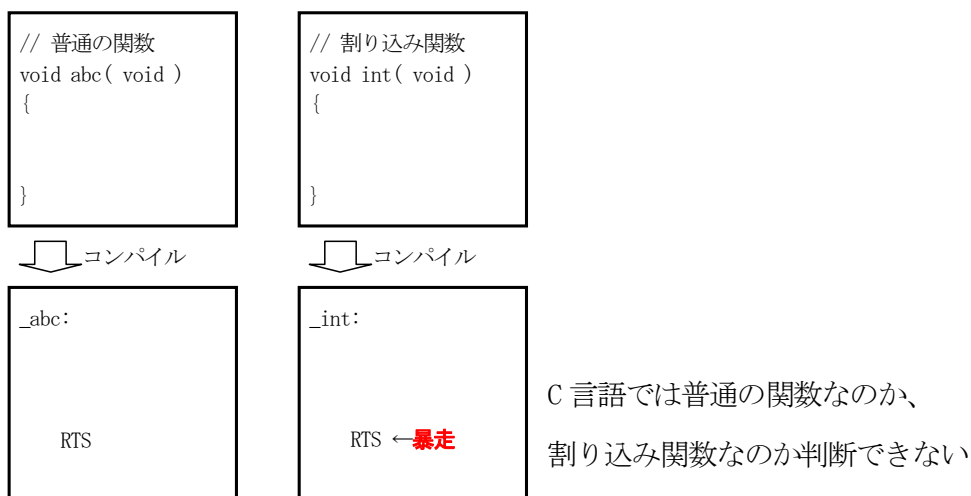 // 普通の関数
void abc( void )
{
}
コンパイル
_abc:
RTS
// 割り込み関数
void int( void )
{
}
コンパイル
_int:
RTS ←暴走
C 言語では普通の関数なのか、
割り込み関数なのか判断できない